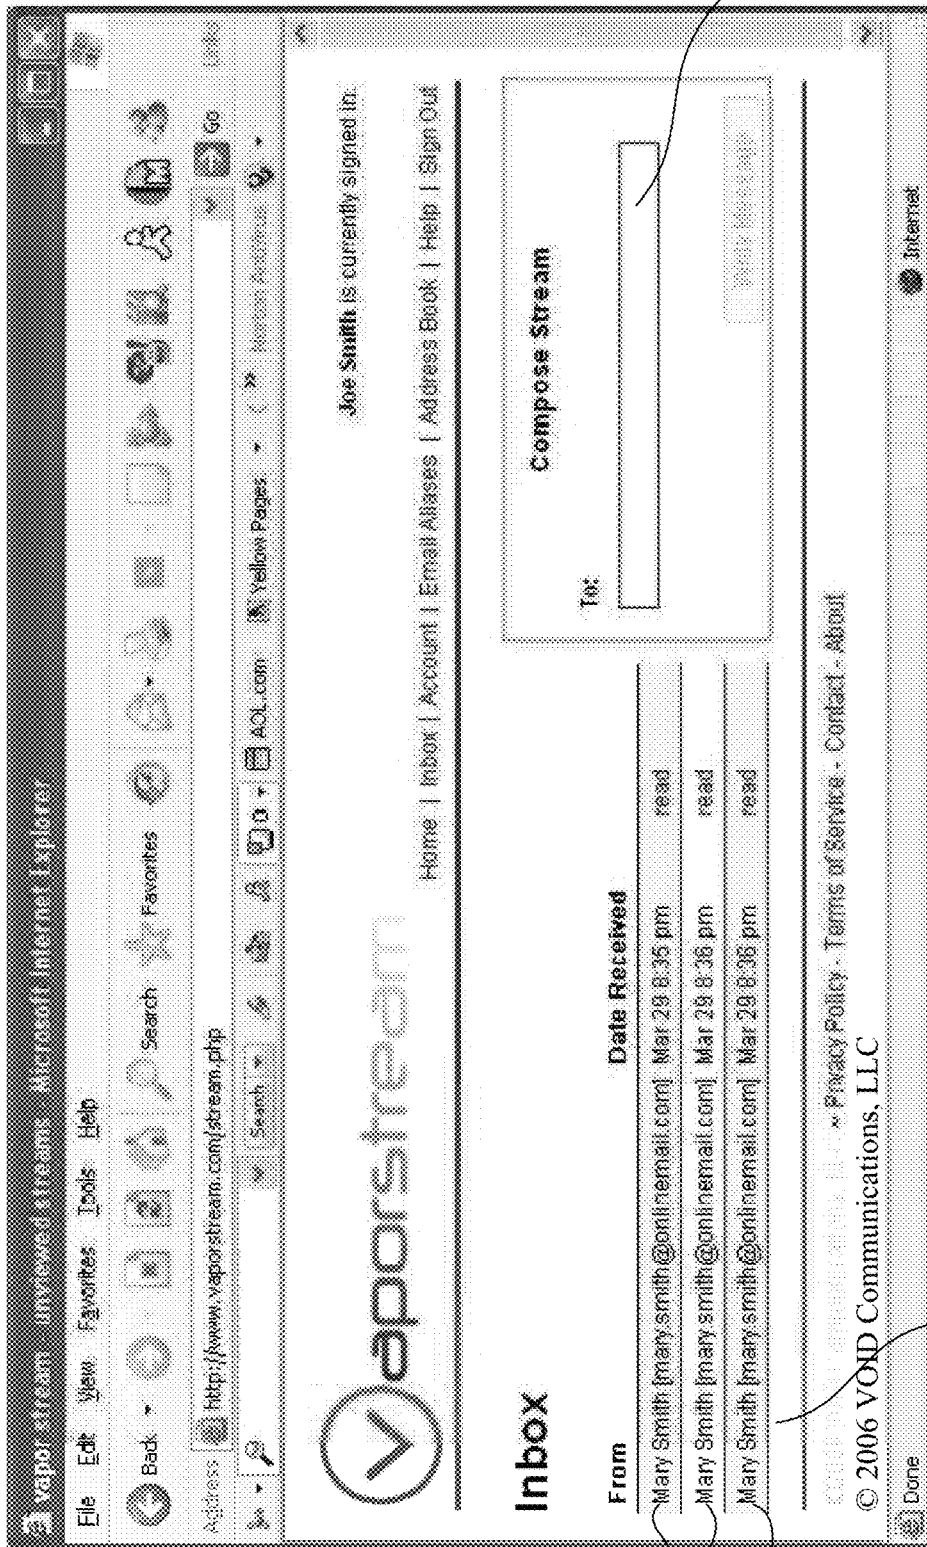 vaporstream - unviewed streams - Microsoft Internet Explorer
File Edit View Favorites Tools Help
Back Search Favorites
Address http://www.vaporstream.com/stream.php Go Links
Search 0 AOL.com Yellow Pages ( » Norton AntiVirus
Vaporstream
Joe Smith is currently signed in.
Home | Inbox | Account | Email Aliases | Address Book | Help | Sign Out
Inbox
From Date Received
Mary Smith [mary.smith@onlinemail.com] Mar 29 8:35 pm read
Mary Smith [mary.smith@onlinemail.com] Mar 29 8:36 pm read
Mary Smith [mary.smith@onlinemail.com] Mar 29 8:36 pm read
Compose Stream
To:
Privacy Policy - Terms of Service - Contact - About
© 2006 VOID Communications, LLC
Done Internet